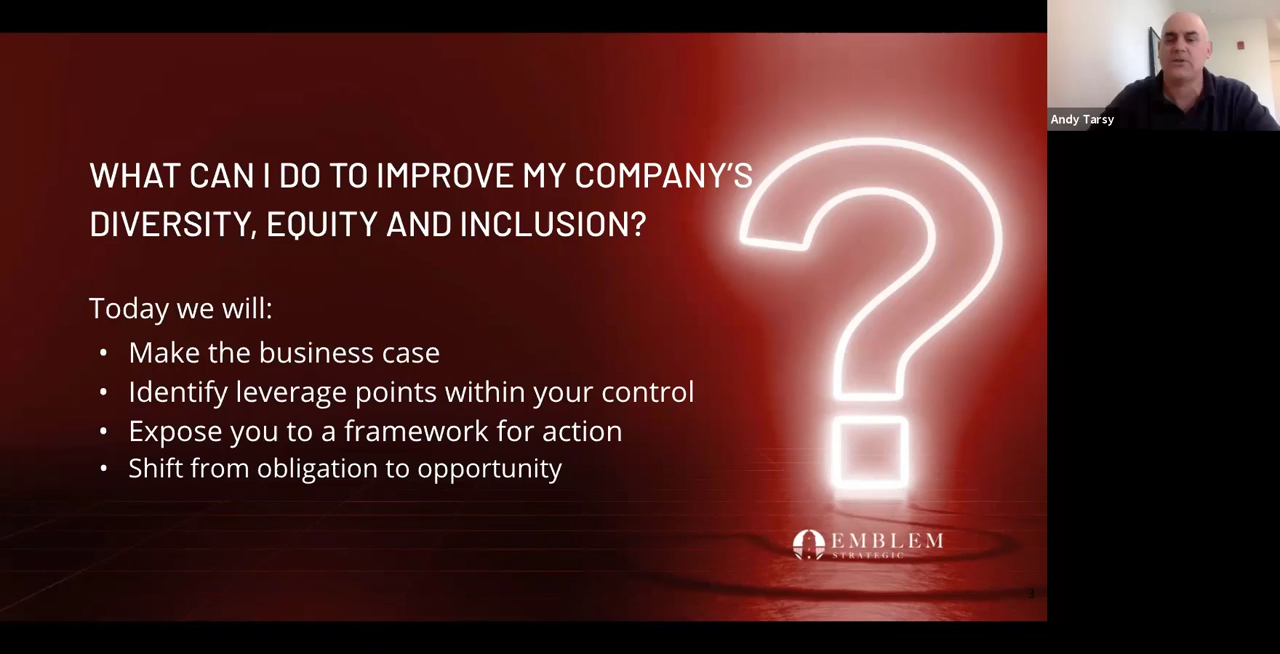 WHAT CAN I DO TO IMPROVE MY COMPANY'S
DIVERSITY, EQUITY AND INCLUSION?
Today we will:
• Make the business case
• Identify leverage points within your control
• Expose you to a framework for action
• Shift from obligation to opportunity
EMBLEM
STRATEGIC
3
Andy Tarsy